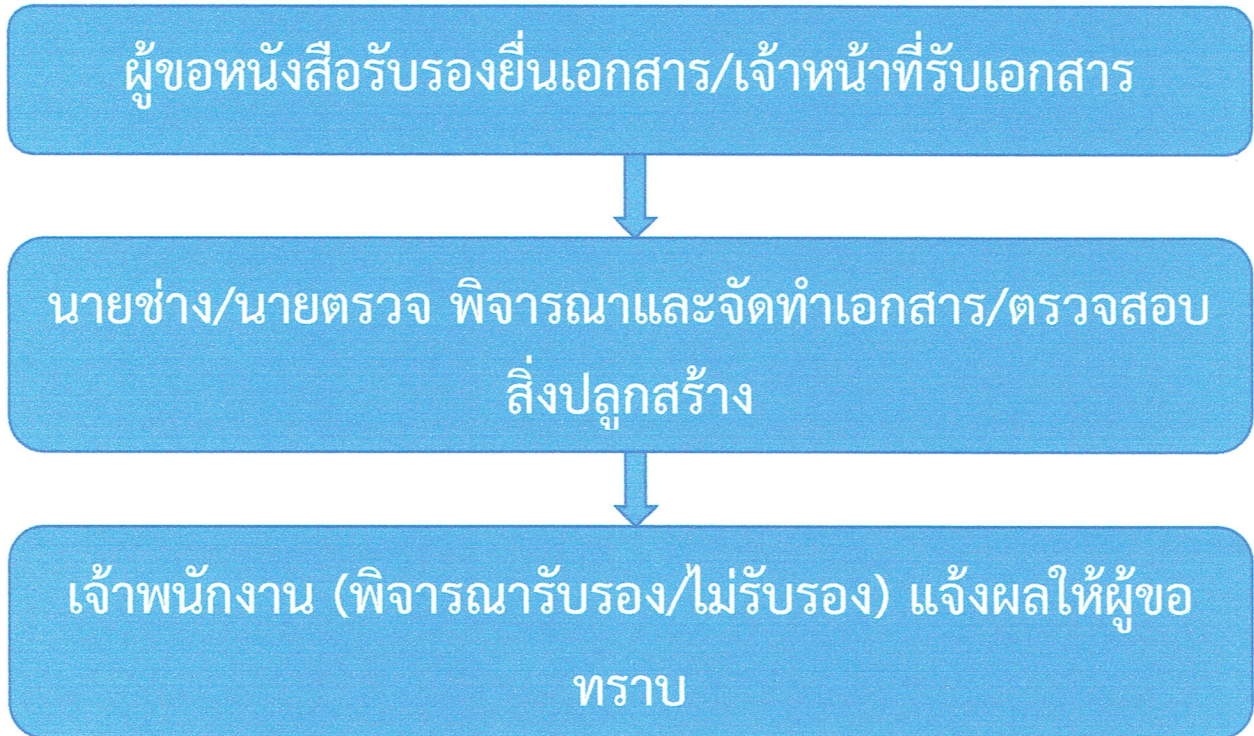 ผู้ขอหนังสือรับรองยื่นเอกสาร/เจ้าหน้าที่รับเอกสาร
นายช่าง/นายตรวจ พิจารณาและจัดทำเอกสาร/ตรวจสอบ
สิ่งปลูกสร้าง
เจ้าพนักงาน (พิจารณารับรอง/ไม่รับรอง) แจ้งผลให้ผู้ขอ
ทราบ